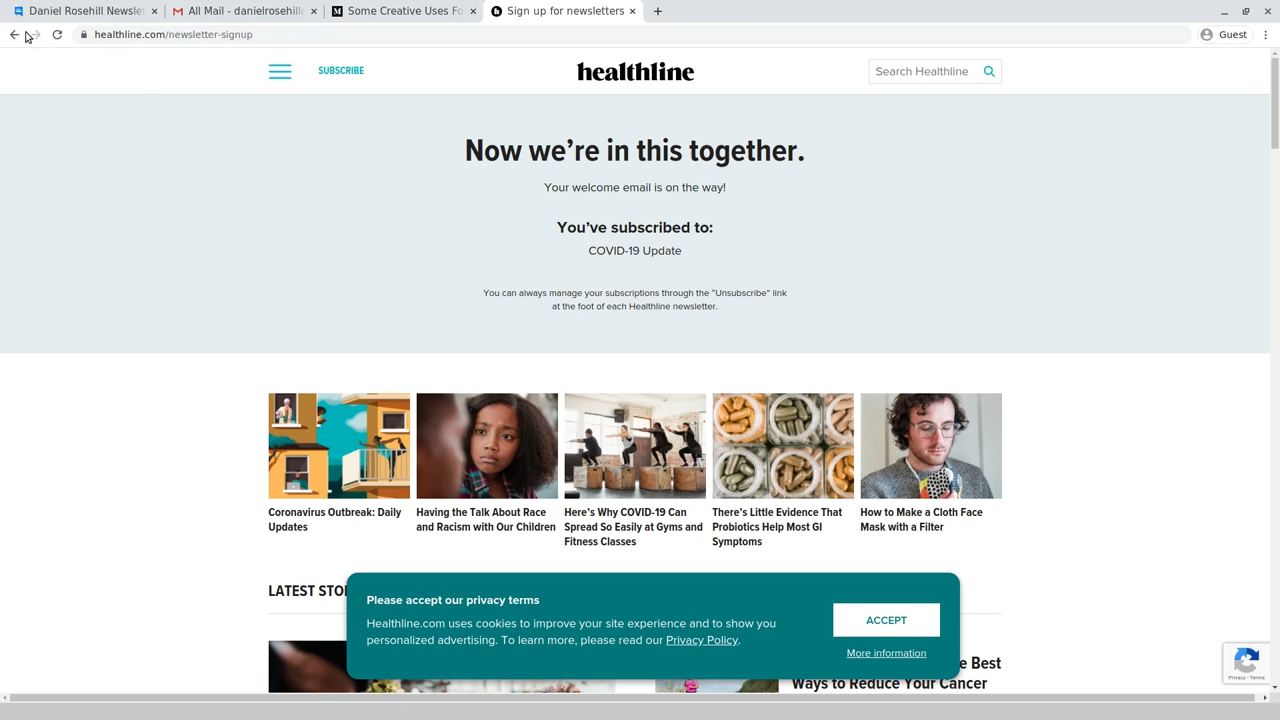 Daniel Rosehill Newslet
All Mail - danielrosehill
Some Creative Uses Fo
Sign up for newsletters
healthline.com/newsletter-signup
Guest
SUBSCRIBE
healthline
Search Healthline
Now we're in this together.
Your welcome email is on the way!
You've subscribed to:
COVID-19 Update
You can always manage your subscriptions through the "Unsubscribe" link
at the foot of each Healthline newsletter.
Coronavirus Outbreak: Daily
Updates
Having the Talk About Race
and Racism with Our Children
Here's Why COVID-19 Can
Spread So Easily at Gyms and
Fitness Classes
There's Little Evidence That
Probiotics Help Most GI
Symptoms
How to Make a Cloth Face
Mask with a Filter
LATEST STO
Please accept our privacy terms
Healthline.com uses cookies to improve your site experience and to show you
personalized advertising. To learn more, please read our Privacy Policy.
ACCEPT
More information
e Best
Ways to Reduce Your Cancer
Privacy - Terms